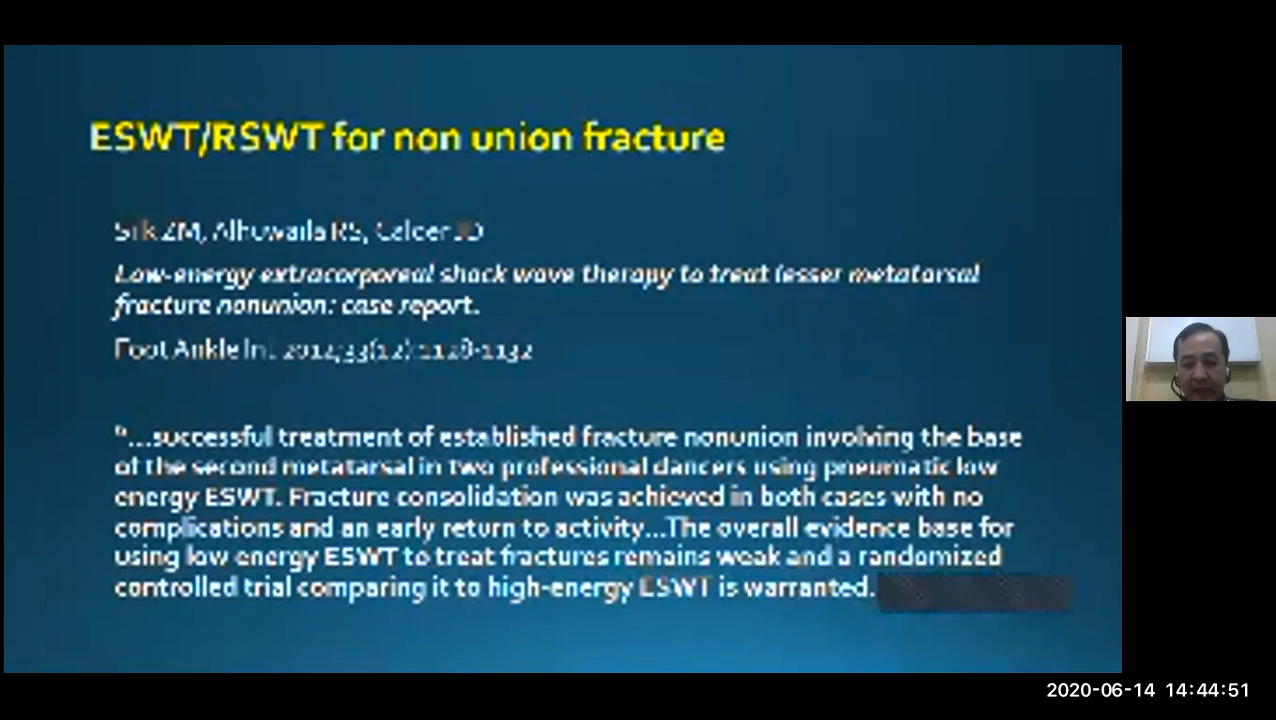 ESWT/RSWT for non union fracture
Silk ZM, Alhuwaila RS, Calder JD
Low-energy extracorporeal shock wave therapy to treat lesser metatarsal
fracture nonunion: case report.
Foot Ankle Int. 2012;33(12):1128-1132
"...successful treatment of established fracture nonunion involving the base
of the second metatarsal in two professional dancers using pneumatic low
energy ESWT. Fracture consolidation was achieved in both cases with no
complications and an early return to activity...The overall evidence base for
using low energy ESWT to treat fractures remains weak and a randomized
controlled trial comparing it to high-energy ESWT is warranted.
2020-06-14 14:44:51